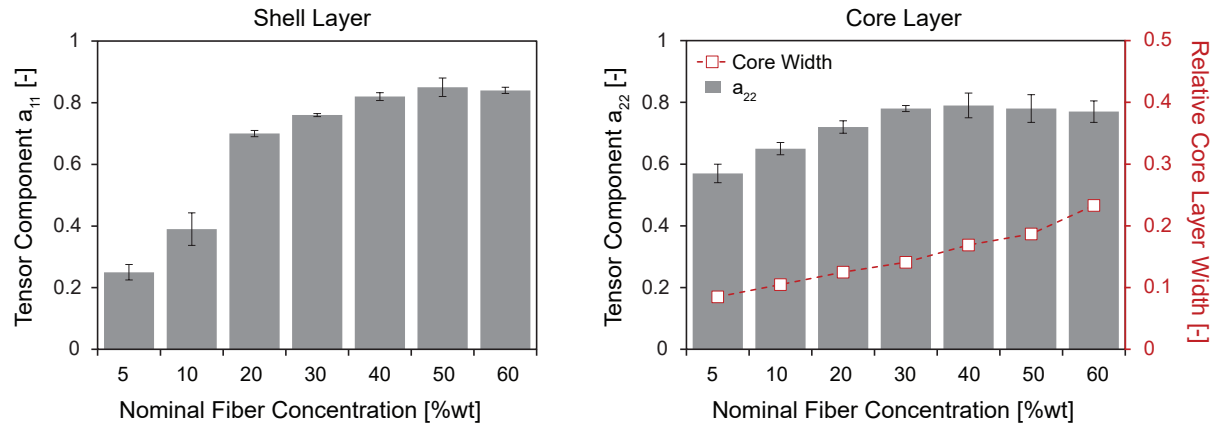 Shell Layer
Tensor Component a11 [-]
1
0.8
0.6
0.4
0.2
0
5 10 20 30 40 50 60
Nominal Fiber Concentration [%wt]
Core Layer
Tensor Component a22 [-]
1
0.8
0.6
0.4
0.2
0
Core Width
a22
0.5
0.4
0.3
0.2
0.1
0
Relative Core Layer Width [-]
5 10 20 30 40 50 60
Nominal Fiber Concentration [%wt]